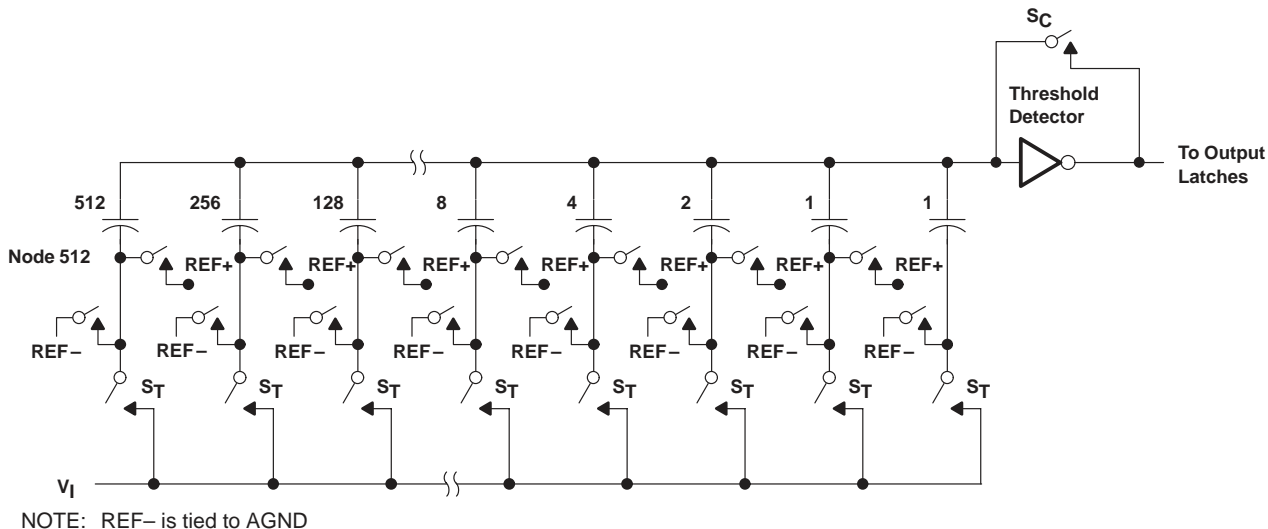 SC
Threshold
Detector
To Output
Latches
512 256 128 8 4 2 1 1
Node 512 REF+ REF+ REF+ REF+ REF+ REF+ REF+
REF– REF– REF– REF– REF– REF– REF– REF–
ST ST ST ST ST ST ST ST
VI
NOTE: REF– is tied to AGND